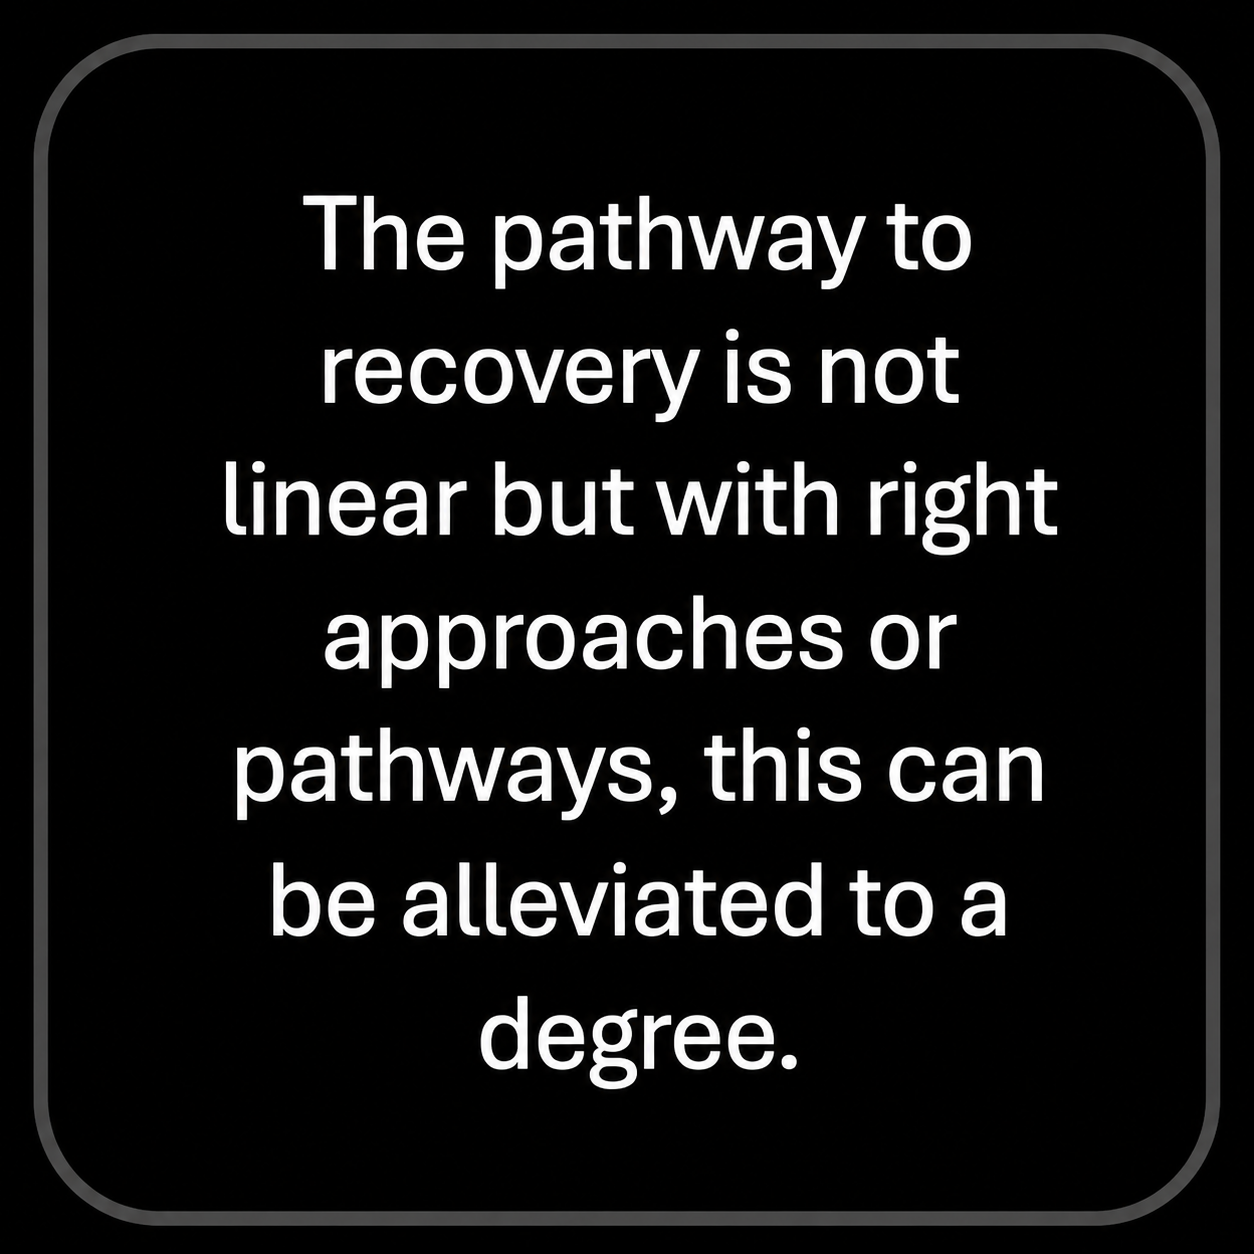 The pathway to
recovery is not
linear but with right
approaches or
pathways, this can
be alleviated to a
degree.